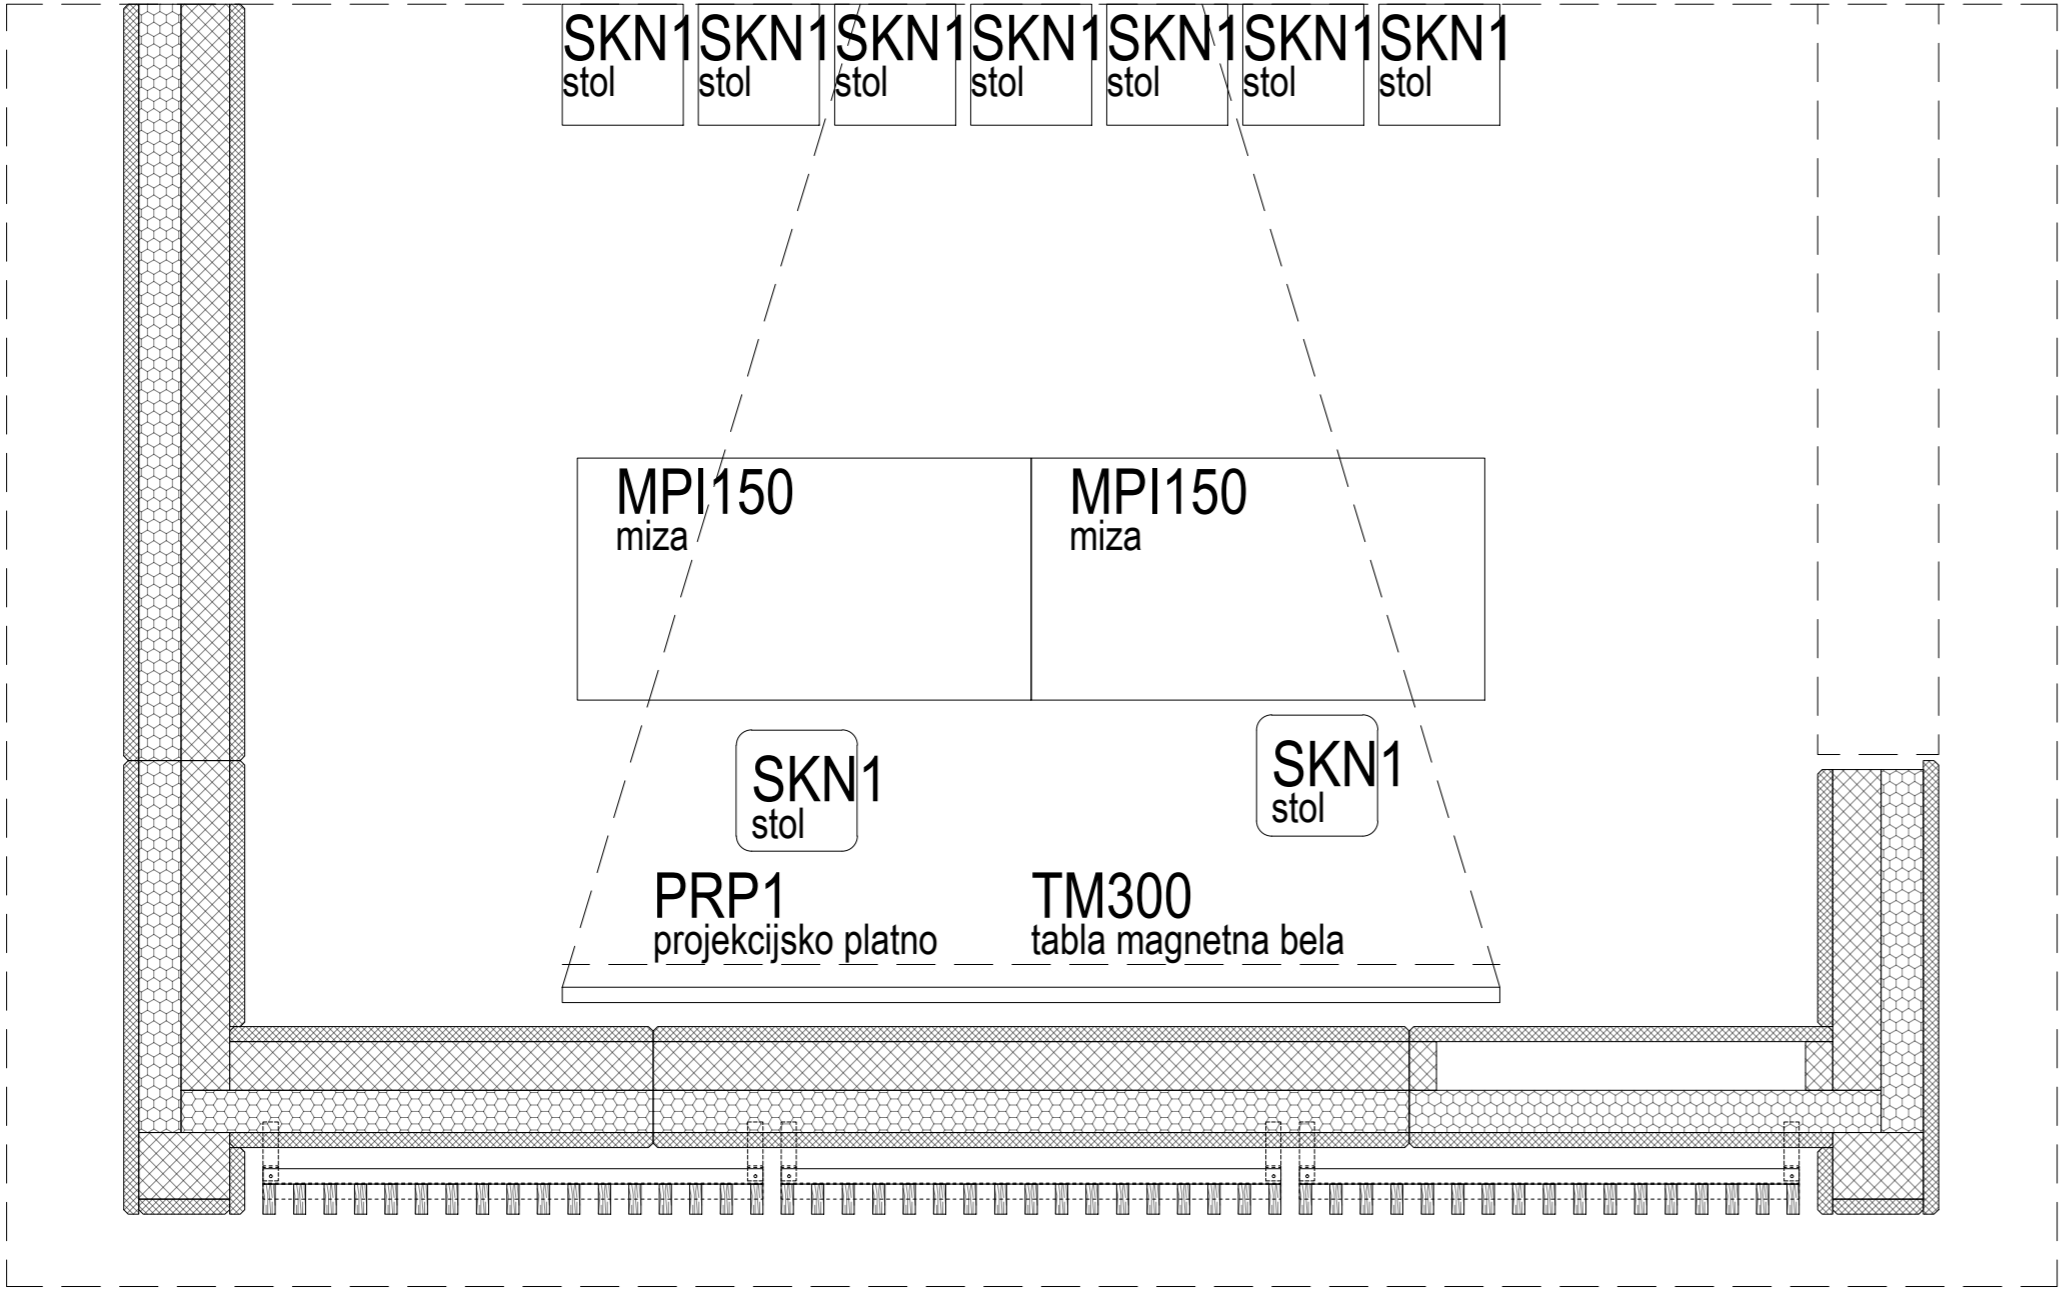 SKN1 SKN1 SKN1 SKN1 SKN1 SKN1 SKN1
stol stol stol stol stol stol stol
MPI150 MPI150
miza miza
SKN1 SKN1
stol stol
PRP1 TM300
projekcijsko platno tabla magnetna bela